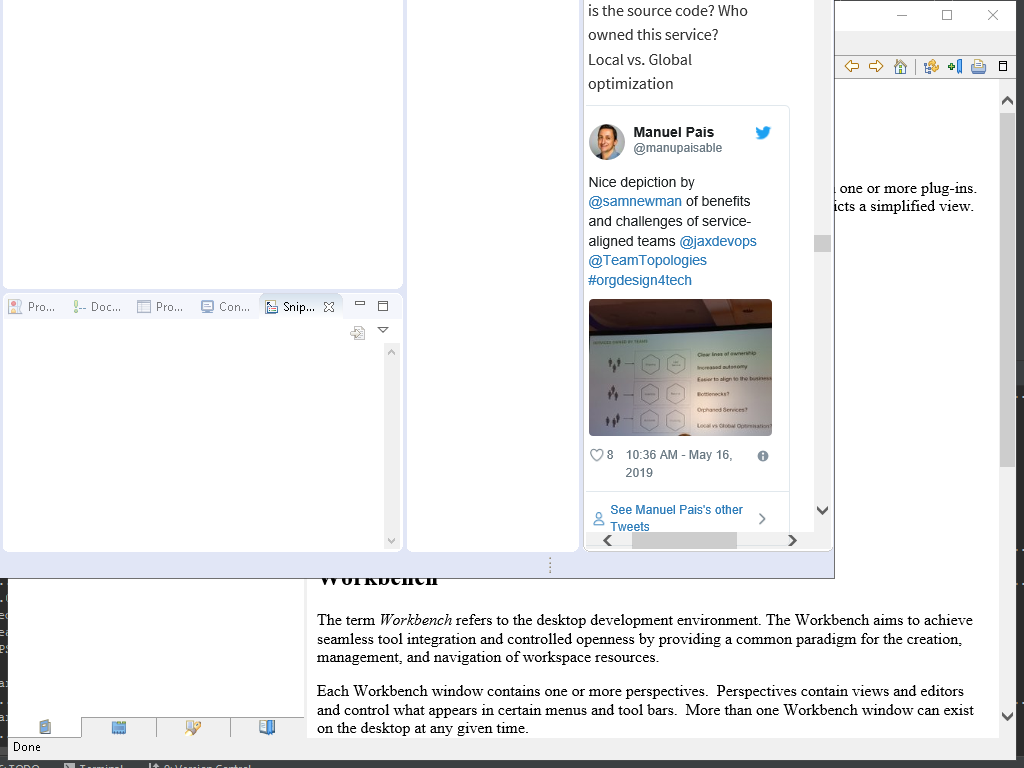 is the source code? Who
owned this service?
Local vs. Global
optimization
Manuel Pais
@manupaisable
Nice depiction by
@samnewman of benefits
and challenges of service-
aligned teams @jaxdevops
@TeamTopologies
#orgdesign4tech
Clear lines of ownership
Increased autonomy
Easier to align to the business
Bottlenecks?
Orphaned Services?
Local vs Global Optimisation?
8 10:36 AM - May 16,
2019
See Manuel Pais's other
Tweets
one or more plug-ins.
icts a simplified view.
Pro...
Doc...
Pro...
Con...
Snip...
Workbench
The term Workbench refers to the desktop development environment. The Workbench aims to achieve
seamless tool integration and controlled openness by providing a common paradigm for the creation,
management, and navigation of workspace resources.
Each Workbench window contains one or more perspectives. Perspectives contain views and editors
and control what appears in certain menus and tool bars. More than one Workbench window can exist
on the desktop at any given time.
Done
TODO
Terminal
9: Version Control